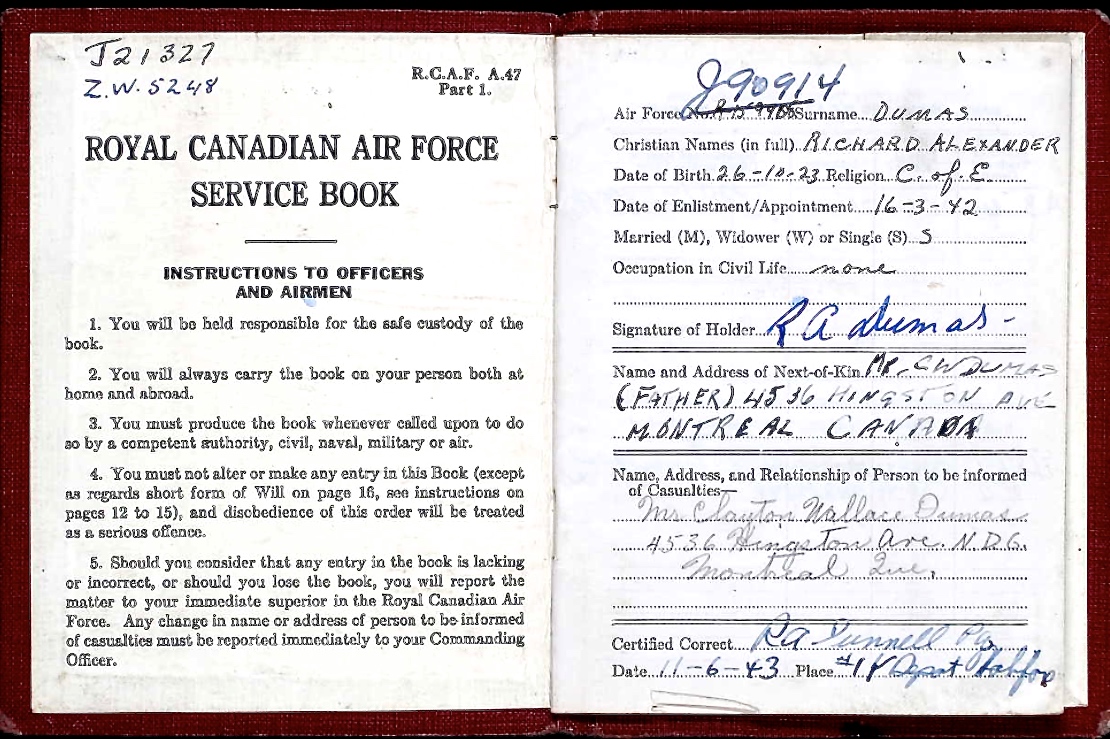 J21327
Z.W. 5248
R.C.A.F. A.47
Part 1.
ROYAL CANADIAN AIR FORCE
SERVICE BOOK
INSTRUCTIONS TO OFFICERS
AND AIRMEN
1. You will be held responsible for the safe custody of the
book.
2. You will always carry the book on your person both at
home and abroad.
3. You must produce the book whenever called upon to do
so by a competent authority, civil, naval, military or air.
4. You must not alter or make any entry in this Book (except
as regards short form of Will on page 16, see instructions on
pages 12 to 15), and disobedience of this order will be treated
as a serious offence.
5. Should you consider that any entry in the book is lacking
or incorrect, or should you lose the book, you will report the
matter to your immediate superior in the Royal Canadian Air
Force. Any change in name or address of person to be informed
of casualties must be reported immediately to your Commanding
Officer.
J90914
Air Force No. Surname DUMAS
Christian Names (in full) RICHARD ALEXANDER
Date of Birth 26-10-23 Religion C. of E.
Date of Enlistment/Appointment 16-3-42
Married (M), Widower (W) or Single (S) S
Occupation in Civil Life none
Signature of Holder R A Dumas
Name and Address of Next-of-Kin Mr. CW DUMAS
(FATHER) 4536 HINGSTON AVE
MONTREAL CANADA
Name, Address, and Relationship of Person to be informed
of Casualties—
Mr. Clayton Wallace Dumas
4536 Hingston Ave. N.D.G.
Montreal Que.
Certified Correct RA
Date 11-6-43 Place Depot Halifax